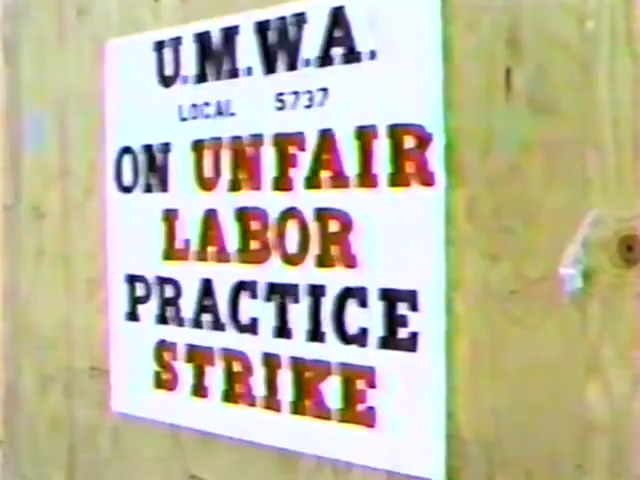 U.M.W.A.
LOCAL 5737
ON UNFAIR
LABOR
PRACTICE
STRIKE